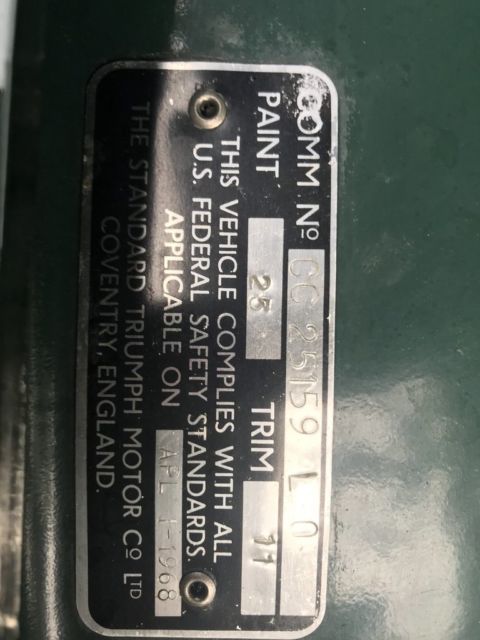 COMM. Nº CC 25159 L O
PAINT 25 TRIM 11
THIS VEHICLE COMPLIES WITH ALL
U.S. FEDERAL SAFETY STANDARDS.
APPLICABLE ON APL 1-1968
THE STANDARD TRIUMPH MOTOR Cº LTD
COVENTRY, ENGLAND.